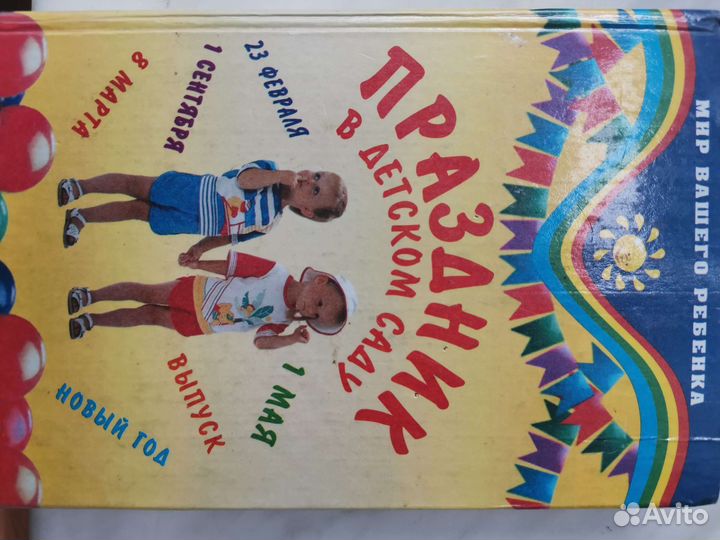 МИР ВАШЕГО РЕБЕНКА
ПРАЗДНИК
В ДЕТСКОМ САДУ
23 ФЕВРАЛЯ
1 СЕНТЯБРЯ
8 МАРТА
1 МАЯ
ВЫПУСК
НОВЫЙ ГОД
Avito